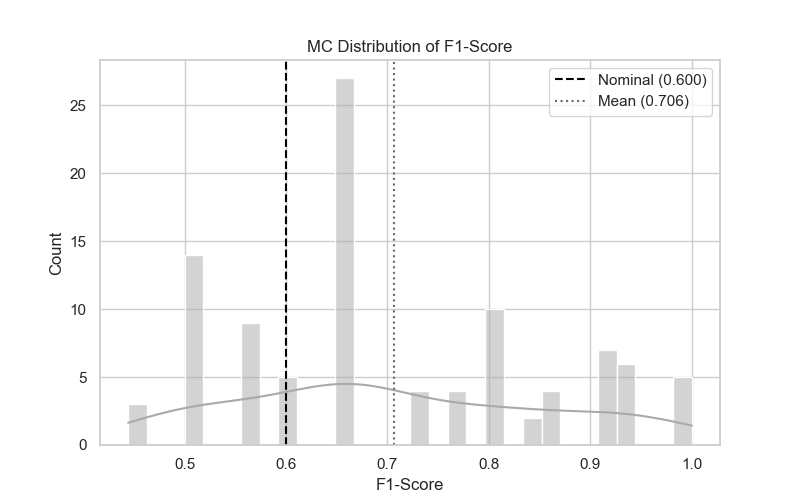 MC Distribution of F1-Score
Nominal (0.600)
Mean (0.706)
Count
25
20
15
10
5
0
0.5 0.6 0.7 0.8 0.9 1.0
F1-Score